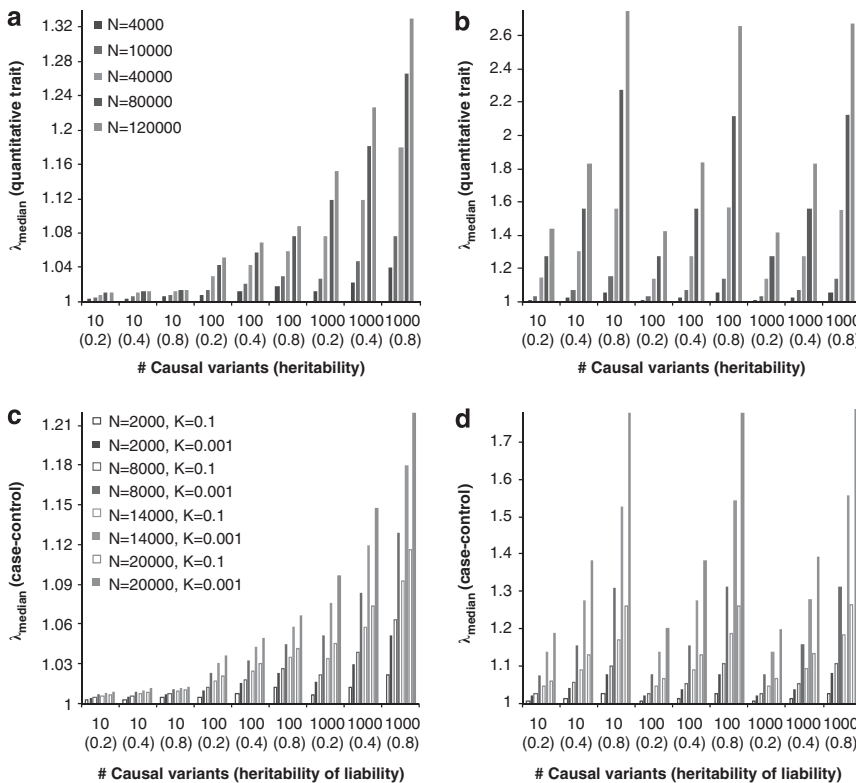 a
λmedian (quantitative trait)
1.32
1.28
1.24
1.2
1.16
1.12
1.08
1.04
1
N=4000
N=10000
N=40000
N=80000
N=120000
10 10 10 100 100 100 1000 1000 1000
(0.2) (0.4) (0.8) (0.2) (0.4) (0.8) (0.2) (0.4) (0.8)
# Causal variants (heritability)
b
λmedian (quantitative trait)
2.6
2.4
2.2
2
1.8
1.6
1.4
1.2
1
10 10 10 100 100 100 1000 1000 1000
(0.2) (0.4) (0.8) (0.2) (0.4) (0.8) (0.2) (0.4) (0.8)
# Causal variants (heritability)
c
λmedian (case-control)
1.21
1.18
1.15
1.12
1.09
1.06
1.03
1
N=2000, K=0.1
N=2000, K=0.001
N=8000, K=0.1
N=8000, K=0.001
N=14000, K=0.1
N=14000, K=0.001
N=20000, K=0.1
N=20000, K=0.001
10 10 10 100 100 100 1000 1000 1000
(0.2) (0.4) (0.8) (0.2) (0.4) (0.8) (0.2) (0.4) (0.8)
# Causal variants (heritability of liability)
d
λmedian (case-control)
1.7
1.6
1.5
1.4
1.3
1.2
1.1
1
10 10 10 100 100 100 1000 1000 1000
(0.2) (0.4) (0.8) (0.2) (0.4) (0.8) (0.2) (0.4) (0.8)
# Causal variants (heritability of liability)